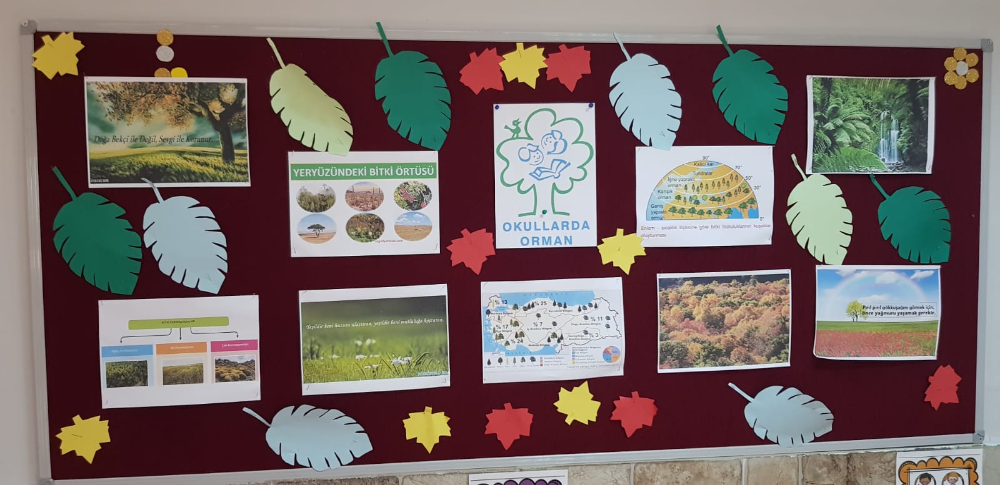 Doğa Bekçi ile Değil, Sevgi ile Korunur.
YERYÜZÜNDEKİ BİTKİ ÖRTÜSÜ
OKULLARDA
ORMAN
90°
Kalıcı kar
70°
Tundralar
İğne yapraklı
orman
50°
Karışık
orman
30°
Geniş
yapraklı
orman
0°
Enlem - sıcaklık ilişkisine göre bitki topluluklarının kuşaklar
oluşturması
BİTKİ FORMASYONLARI
Ağaç Formasyonu
Ot Formasyonu
Çalı Formasyonları
Yeşildir beni huzura ulaştıran, yeşildir beni mutluluğa koşturan.
% 13
Marmara Bölgesi
% 25
Karadeniz Bölgesi
% 17
Ege Bölgesi
% 7
İç Anadolu Bölgesi
% 11
Doğu Anadolu Bölgesi
% 24
Akdeniz Bölgesi
% 3
Güneydoğu
Anadolu Bölgesi
Pırıl pırıl gökkuşağını görmek için,
önce yağmuru yaşamak gerekir.